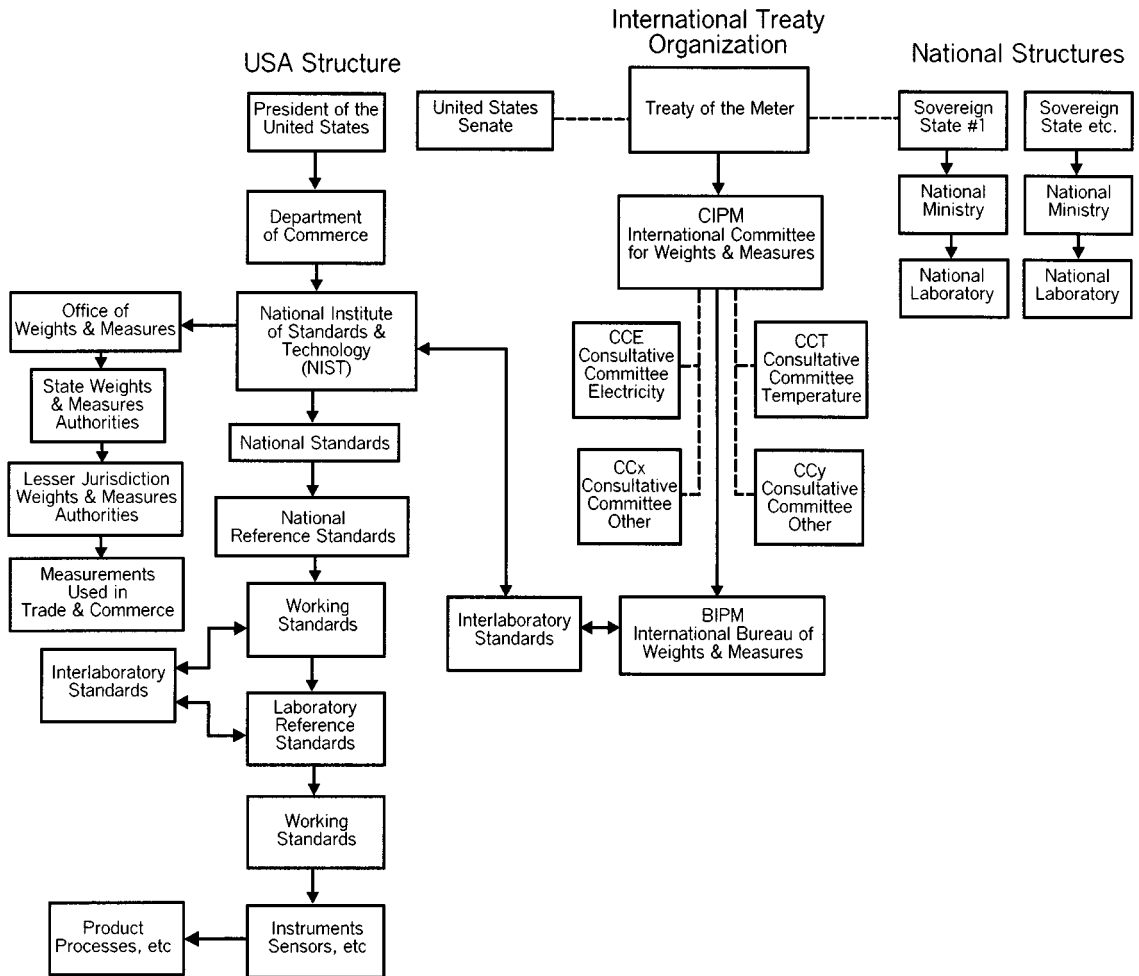 International Treaty
Organization
USA Structure
National Structures
President of the
United States
United States
Senate
Treaty of the Meter
Sovereign
State #1
Sovereign
State etc.
Department
of Commerce
CIPM
International Committee
for Weights & Measures
National
Ministry
National
Ministry
National
Laboratory
National
Laboratory
Office of
Weights & Measures
National Institute
of Standards &
Technology
(NIST)
CCE
Consultative
Committee
Electricity
CCT
Consultative
Committee
Temperature
State Weights
& Measures
Authorities
National Standards
Lesser Jurisdiction
Weights & Measures
Authorities
CCx
Consultative
Committee
Other
CCy
Consultative
Committee
Other
National
Reference Standards
Measurements
Used in
Trade & Commerce
Working
Standards
Interlaboratory
Standards
BIPM
International Bureau of
Weights & Measures
Interlaboratory
Standards
Laboratory
Reference
Standards
Working
Standards
Product
Processes, etc
Instruments
Sensors, etc